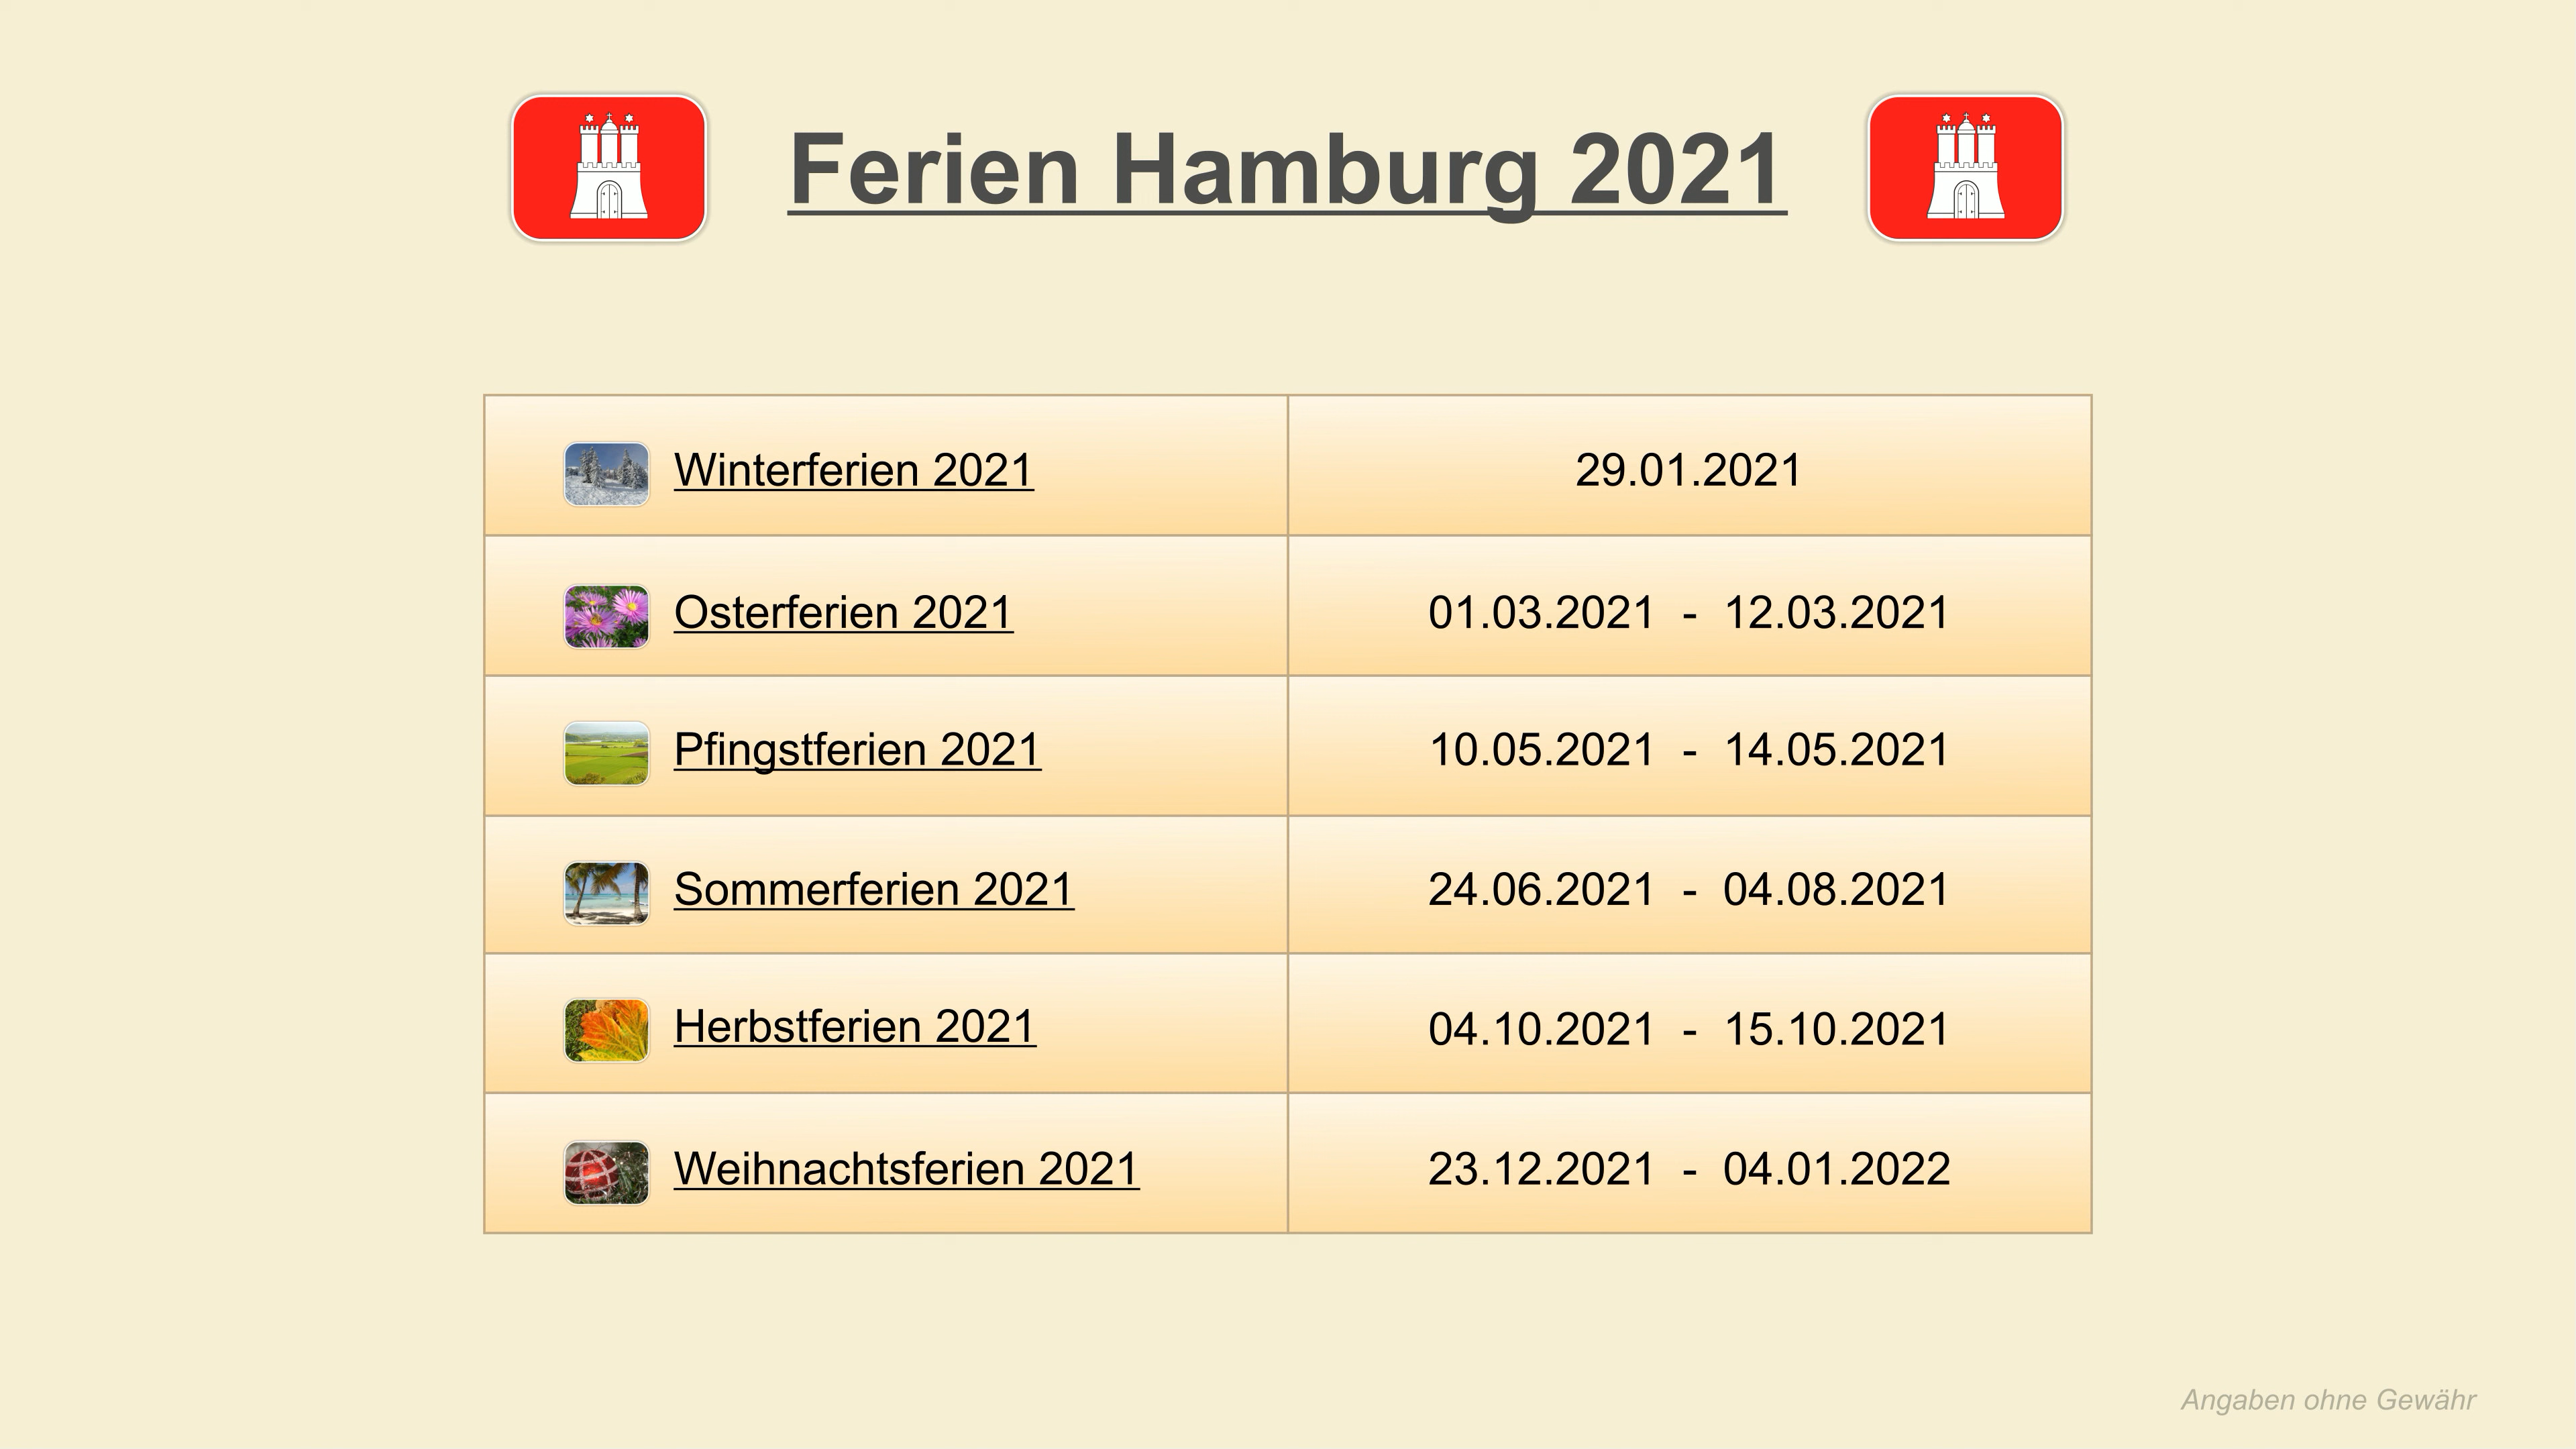 Ferien Hamburg 2021
Winterferien 2021 29.01.2021
Osterferien 2021 01.03.2021 - 12.03.2021
Pfingstferien 2021 10.05.2021 - 14.05.2021
Sommerferien 2021 24.06.2021 - 04.08.2021
Herbstferien 2021 04.10.2021 - 15.10.2021
Weihnachtsferien 2021 23.12.2021 - 04.01.2022
Angaben ohne Gewähr